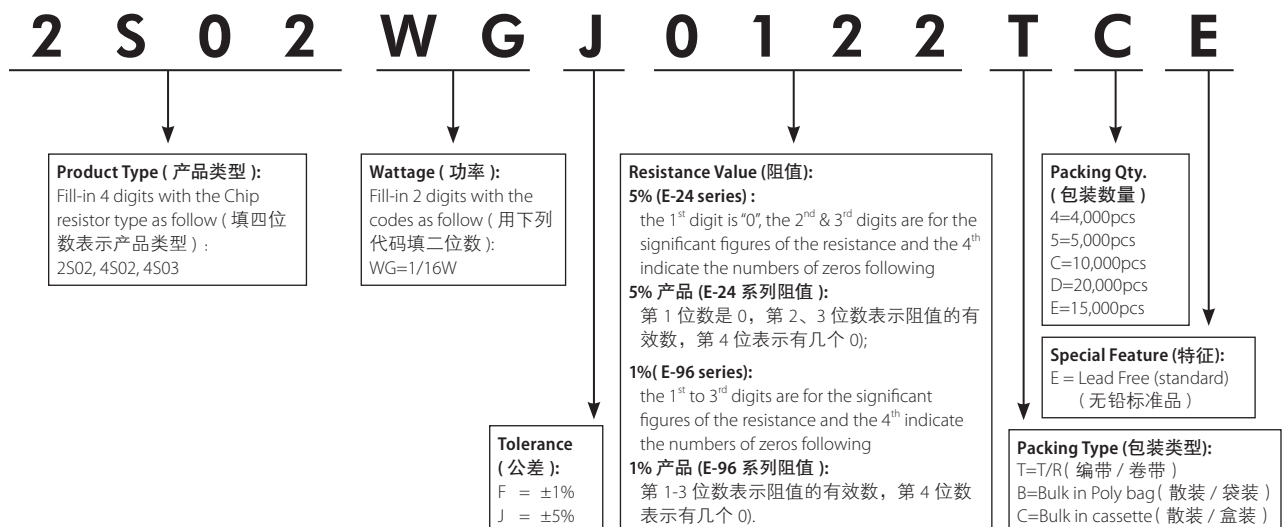 2 S 0 2 W G J 0 1 2 2 T C E
Product Type ( 产品类型 ):
Fill-in 4 digits with the Chip
resistor type as follow ( 填四位
数表示产品类型 ) :
2S02, 4S02, 4S03
Wattage ( 功率 ):
Fill-in 2 digits with the
codes as follow ( 用下列
代码填二位数 ):
WG=1/16W
Tolerance
( 公差 ):
F = ±1%
J = ±5%
Resistance Value (阻值):
5% (E-24 series) :
the 1st digit is “0”, the 2nd & 3rd digits are for the
significant figures of the resistance and the 4th
indicate the numbers of zeros following
5% 产品 (E-24 系列阻值 ):
第 1 位数是 0，第 2、3 位数表示阻值的有
效数，第 4 位表示有几个 0);
1%( E-96 series):
the 1st to 3rd digits are for the significant
figures of the resistance and the 4th indicate
the numbers of zeros following
1% 产品 (E-96 系列阻值 ):
第 1-3 位数表示阻值的有效数，第 4 位数
表示有几个 0).
Packing Qty.
( 包装数量 )
4=4,000pcs
5=5,000pcs
C=10,000pcs
D=20,000pcs
E=15,000pcs
Special Feature (特征):
E = Lead Free (standard)
( 无铅标准品 )
Packing Type (包装类型):
T=T/R( 编带 / 卷带 )
B=Bulk in Poly bag( 散装 / 袋装 )
C=Bulk in cassette( 散装 / 盒装 )